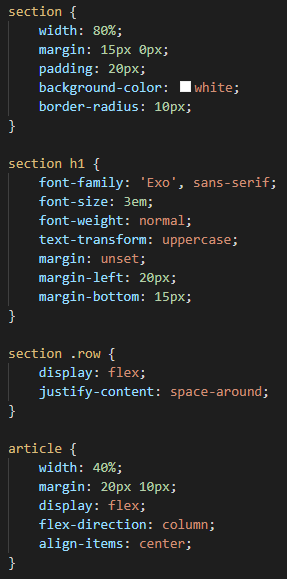 section {
    width: 80%;
    margin: 15px 0px;
    padding: 20px;
    background-color: white;
    border-radius: 10px;
}

section h1 {
    font-family: 'Exo', sans-serif;
    font-size: 3em;
    font-weight: normal;
    text-transform: uppercase;
    margin: unset;
    margin-left: 20px;
    margin-bottom: 15px;
}

section .row {
    display: flex;
    justify-content: space-around;
}

article {
    width: 40%;
    margin: 20px 10px;
    display: flex;
    flex-direction: column;
    align-items: center;
}